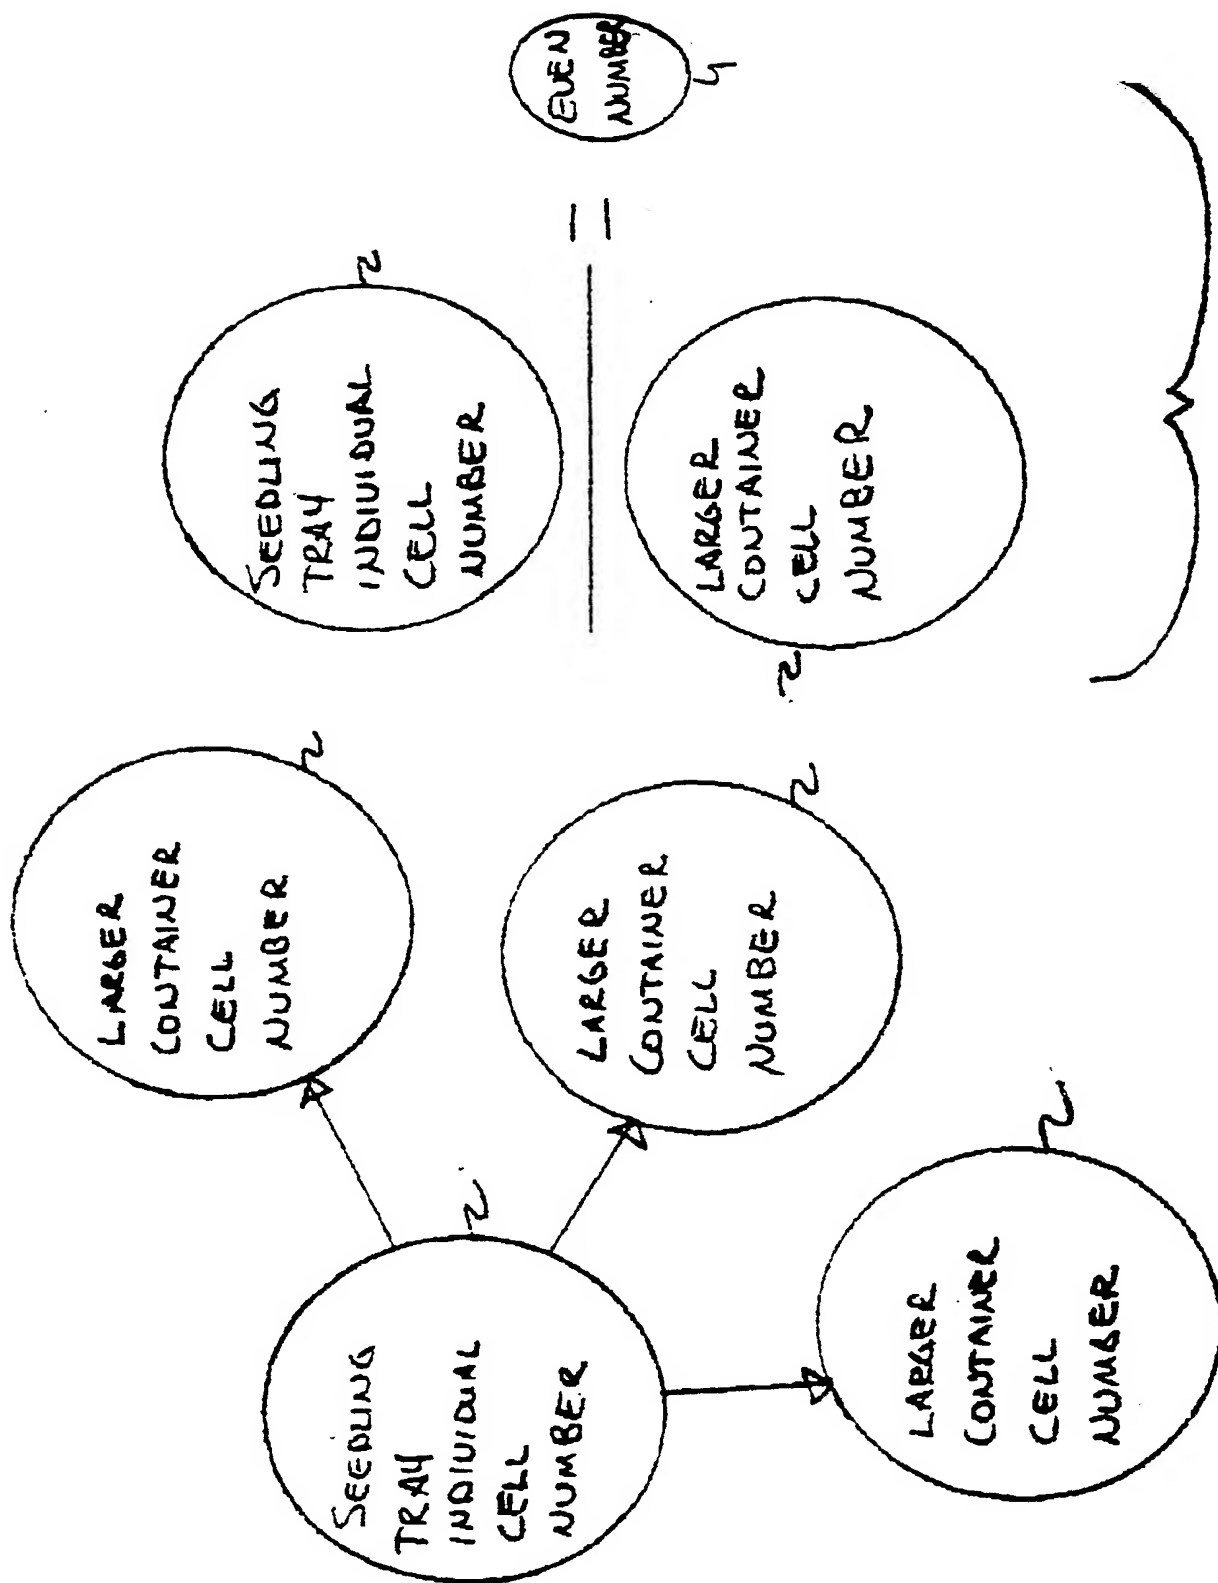 SEEDLING
TRAY
INDIVIDUAL
CELL
NUMBER
LARGER
CONTAINER
CELL
NUMBER
LARGER
CONTAINER
CELL
NUMBER
LARGER
CONTAINER
CELL
NUMBER
SEEDLING
TRAY
INDIVIDUAL
CELL
NUMBER
LARGER
CONTAINER
CELL
NUMBER
=
EVEN
NUMBER